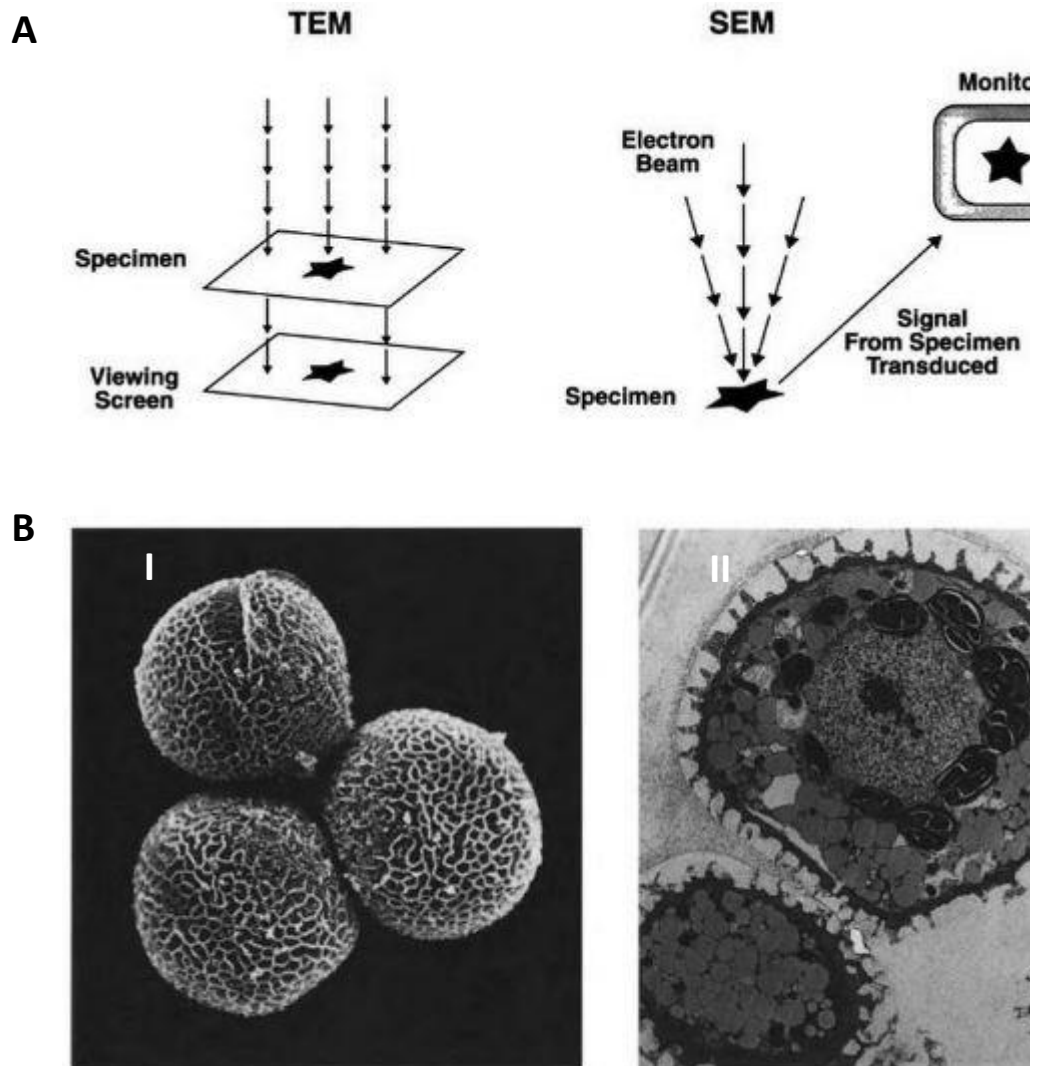 A
TEM
SEM
Monito
Electron
Beam
Specimen
Signal
From Specimen
Transduced
Viewing
Screen
Specimen
B
I
II